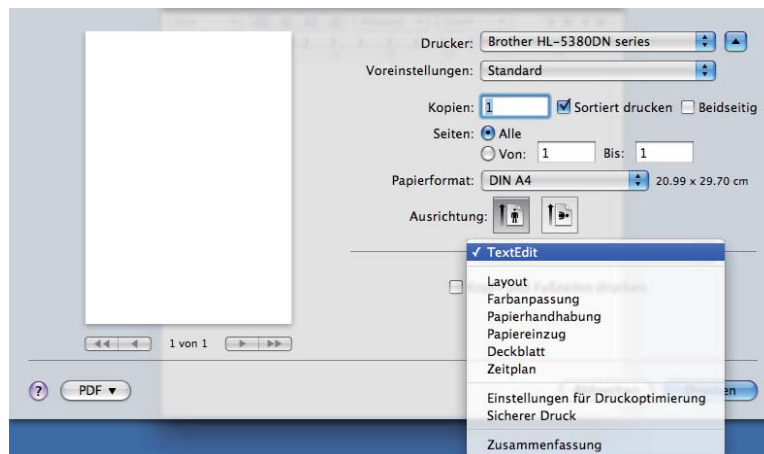 Drucker: Brother HL-5380DN series
Voreinstellungen: Standard
Kopien: 1 Sortiert drucken Beidseitig
Seiten: Alle
Von: 1 Bis: 1
Papierformat: DIN A4 20.99 x 29.70 cm
Ausrichtung:
✓ TextEdit
Layout
Farbanpassung
Papierhandhabung
Papiereinzug
Deckblatt
Zeitplan
Einstellungen für Druckoptimierung
Sicherer Druck
Zusammenfassung
1 von 1
? PDF ▼